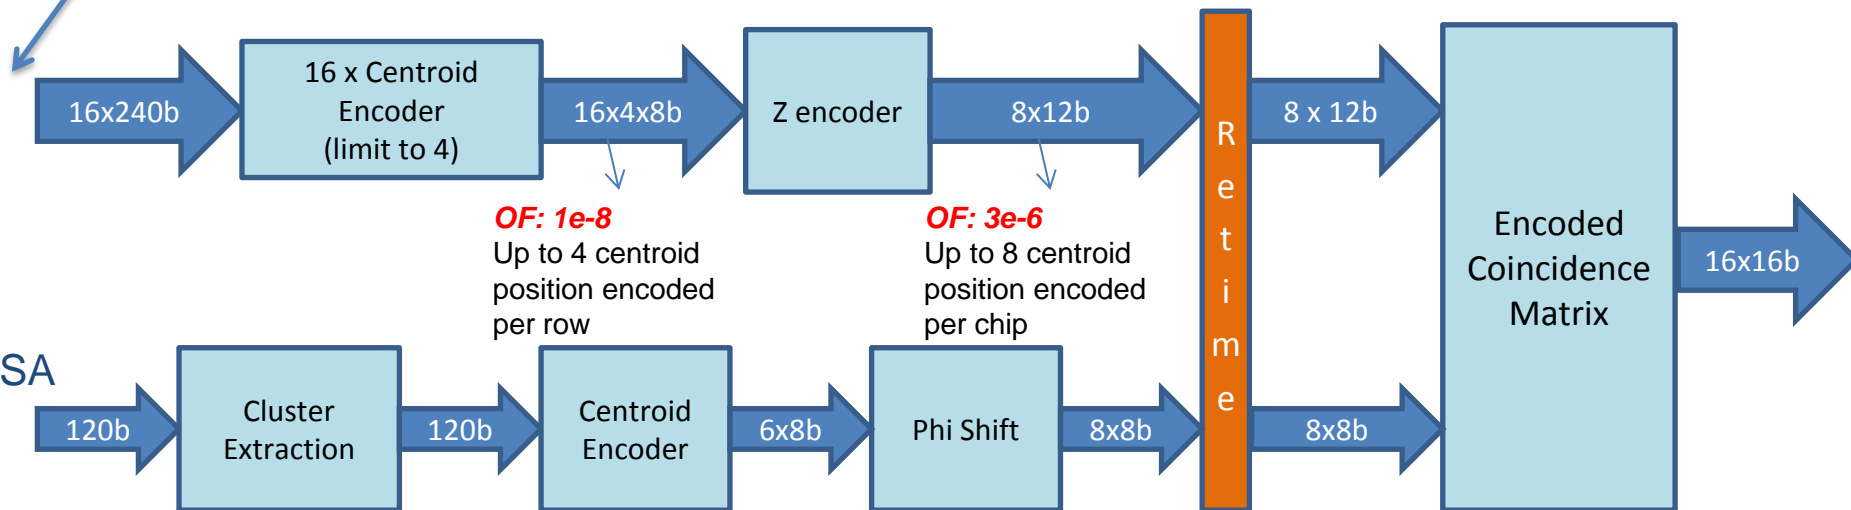 16x240b
16 x Centroid
Encoder
(limit to 4)
16x4x8b
Z encoder
8x12b
Retime
8 x 12b
Encoded
Coincidence
Matrix
16x16b
OF: 1e-8
Up to 4 centroid
position encoded
per row
OF: 3e-6
Up to 8 centroid
position encoded
per chip
SA
120b
Cluster
Extraction
120b
Centroid
Encoder
6x8b
Phi Shift
8x8b
8x8b